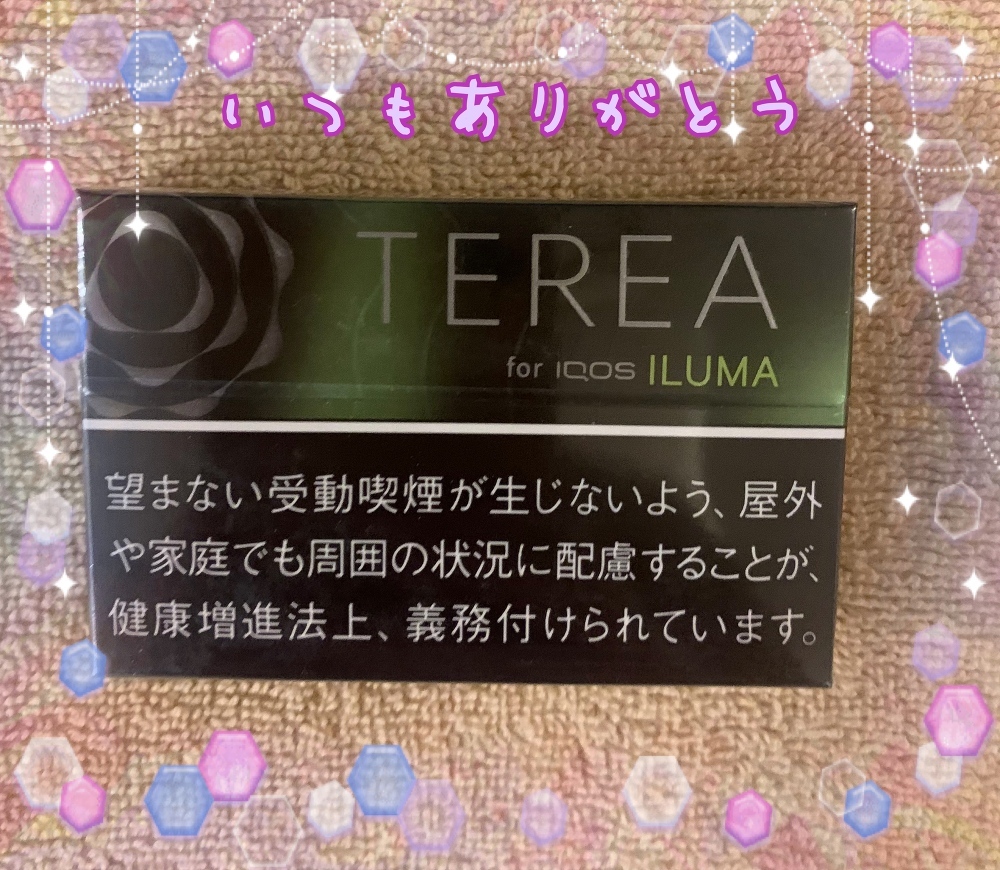 いつもありがとう
TEREA
for IQOS ILUMA
望まない受動喫煙が生じないよう、屋外
や家庭でも周囲の状況に配慮することが、
健康増進法上、義務付けられています。